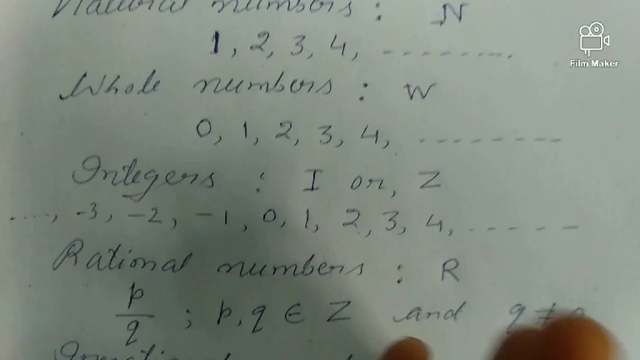 Natural numbers : N
1, 2, 3, 4, ---------
Film Maker
Whole numbers : W
0, 1, 2, 3, 4, ---------
Integers : I or, Z
...., -3, -2, -1, 0, 1, 2, 3, 4, ------
Rational numbers : R
p/q ; p, q ∈ Z and q ≠